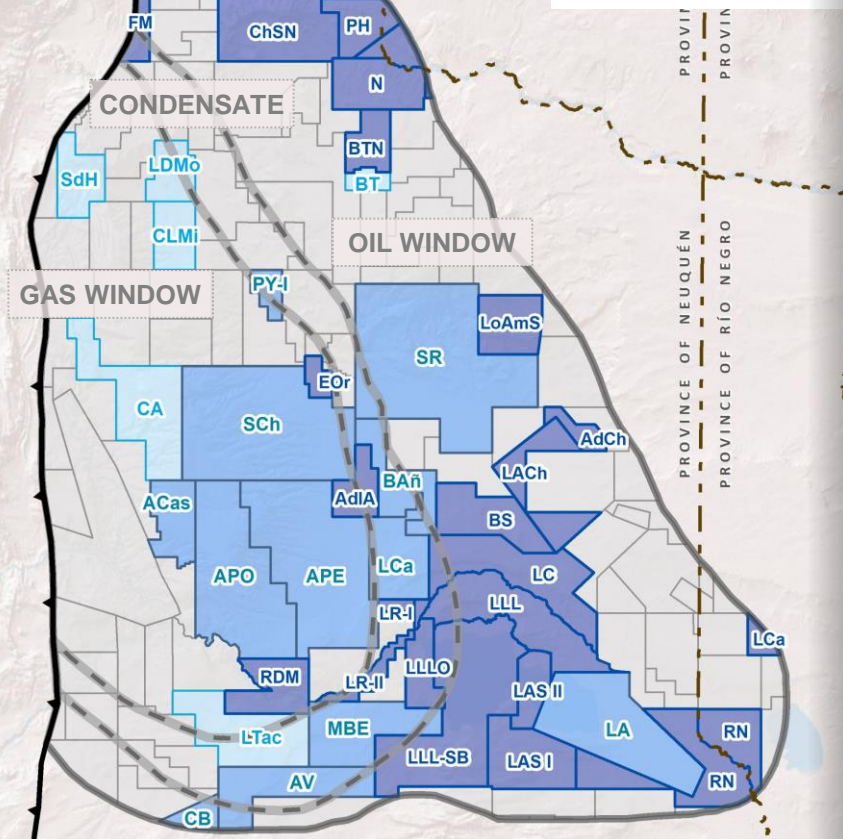 FM
ChSN
PH
PROVIN
PROVIN
N
CONDENSATE
BTN
LDMo
SdH
BT
CLMi
OIL WINDOW
PROVINCE OF NEUQUÉN
PROVINCE OF RÍO NEGRO
PY-I
GAS WINDOW
LoAmS
SR
EOr
CA
SCh
AdCh
LACh
BAñ
AdlA
ACas
BS
LCa
APO
APE
LC
LLL
LR-I
LCa
LLLO
RDM
LR-II
LAS II
MBE
LA
RN
LTac
LLL-SB
LAS I
AV
RN
CB